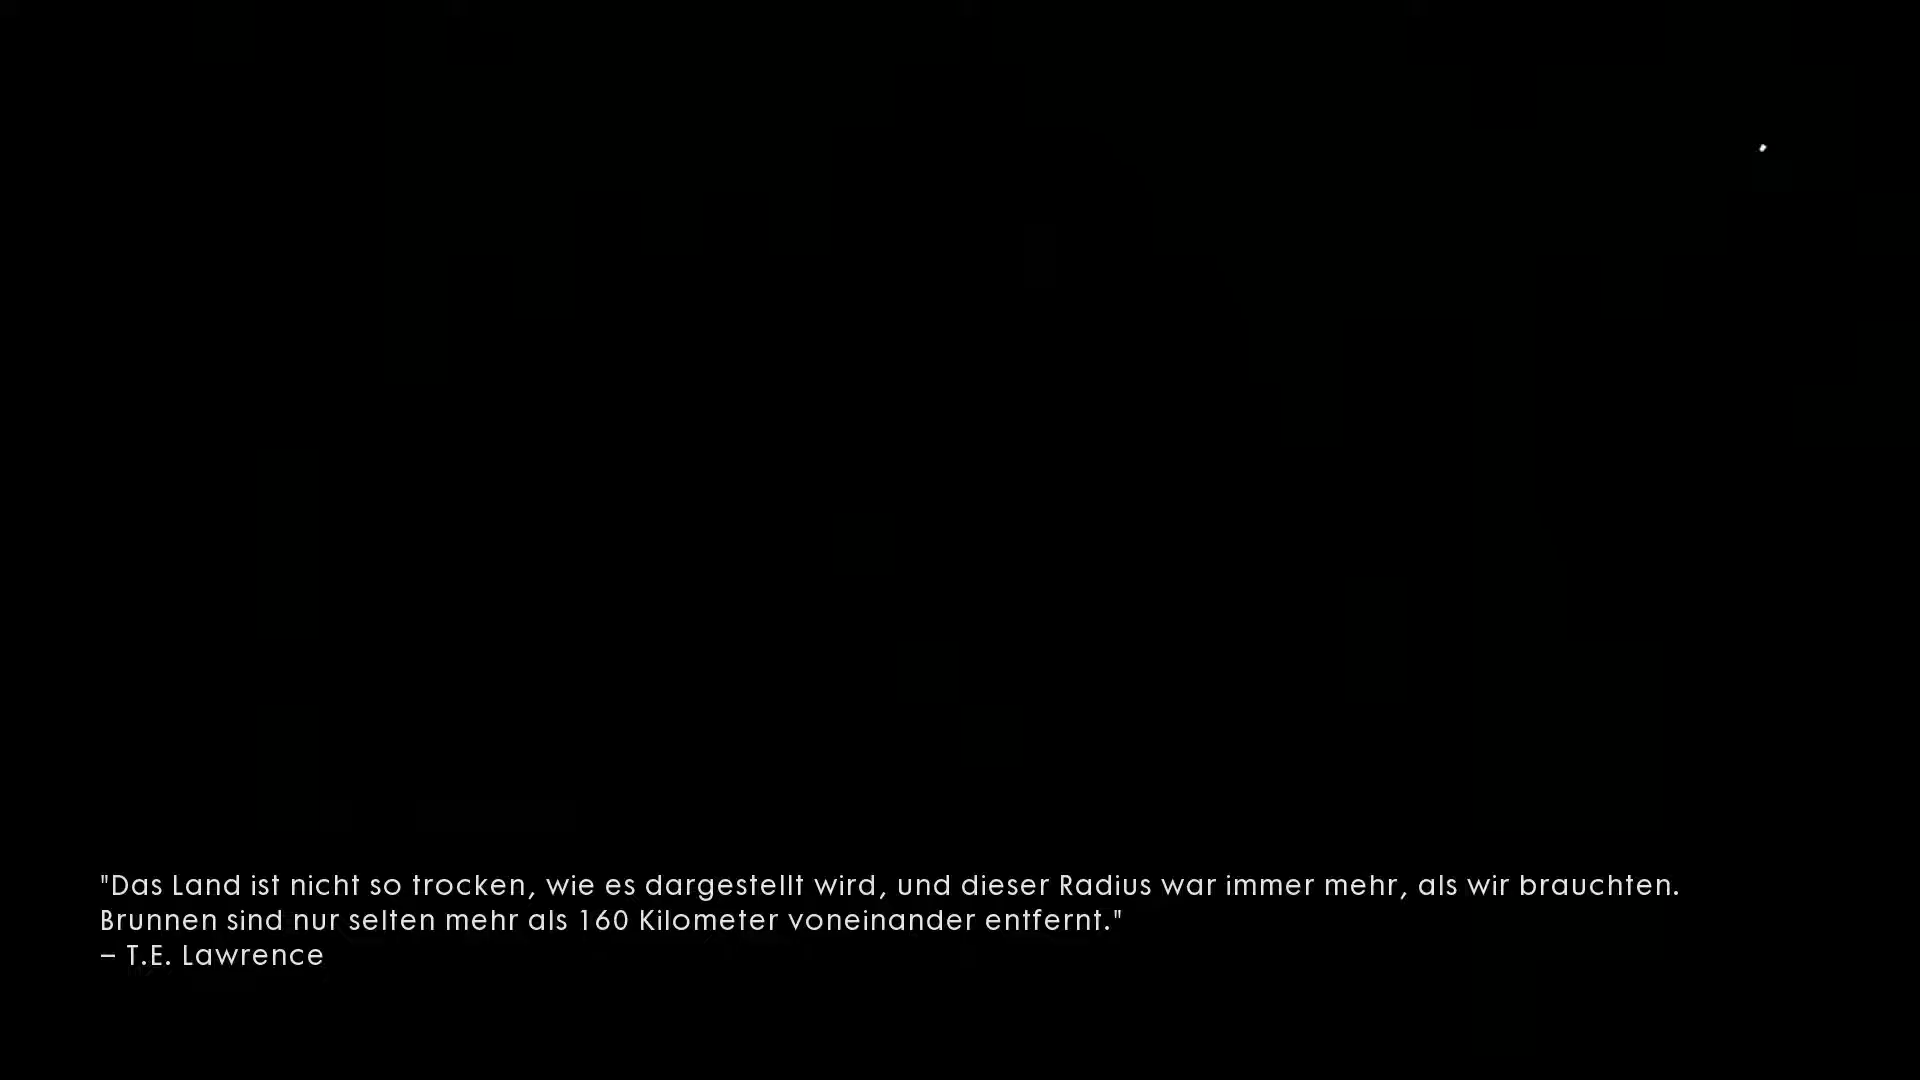 "Das Land ist nicht so trocken, wie es dargestellt wird, und dieser Radius war immer mehr, als wir brauchten.
Brunnen sind nur selten mehr als 160 Kilometer voneinander entfernt."
– T.E. Lawrence